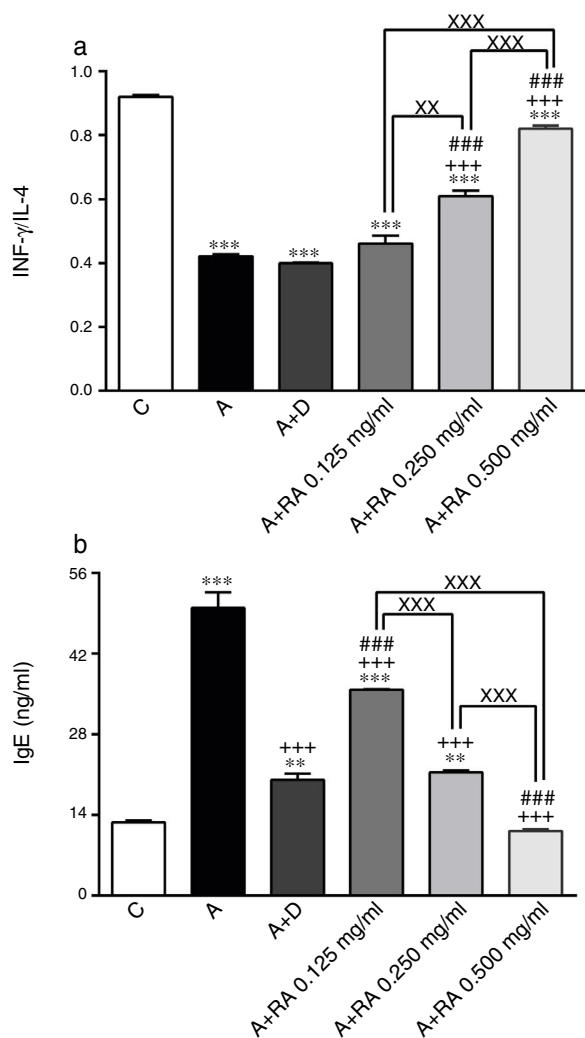 a
XXX
XXX
XX
###
+++
***
###
+++
***
***
***
***
INF-γ/IL-4
1.0
0.8
0.6
0.4
0.2
0.0
C
A
A+D
A+RA 0.125 mg/ml
A+RA 0.250 mg/ml
A+RA 0.500 mg/ml
b
XXX
XXX
XXX
***
+++
**
###
+++
***
+++
**
###
+++
IgE (ng/ml)
56
42
28
14
0
C
A
A+D
A+RA 0.125 mg/ml
A+RA 0.250 mg/ml
A+RA 0.500 mg/ml